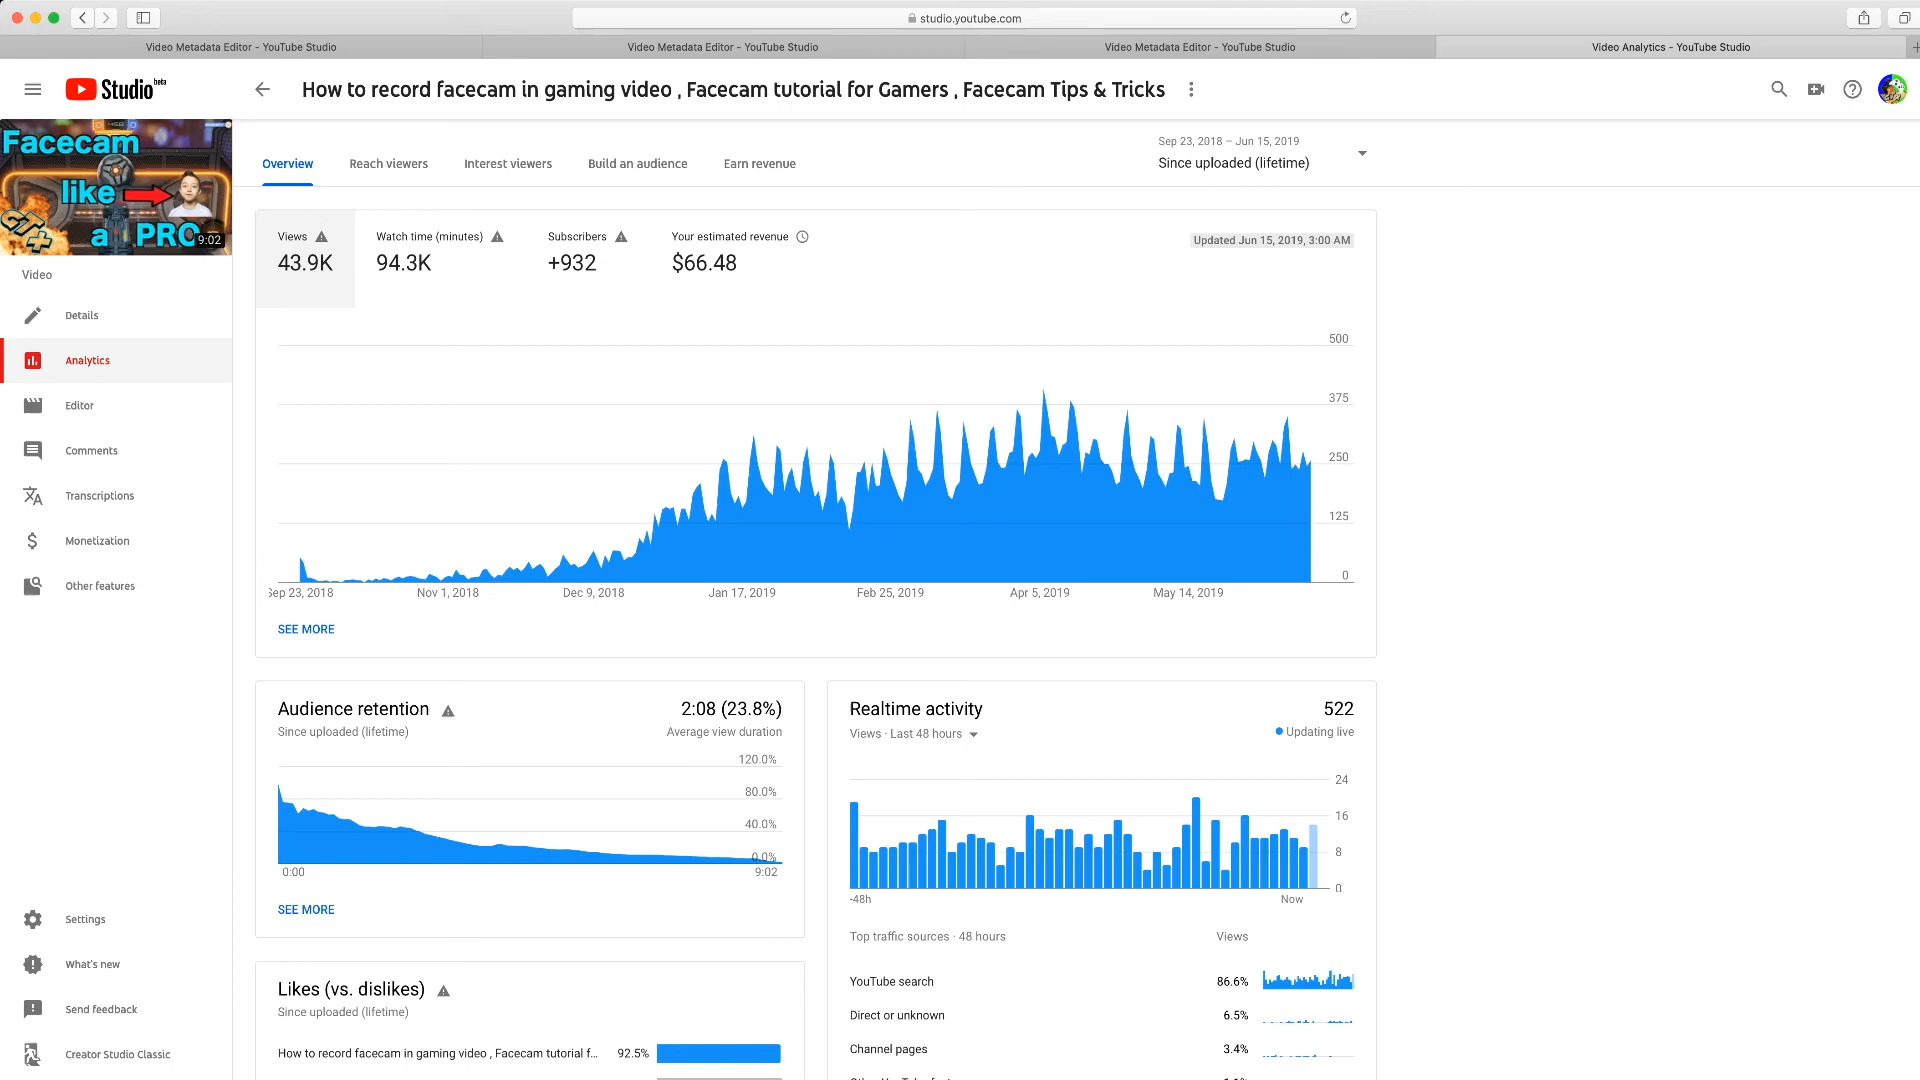 studio.youtube.com
Video Metadata Editor - YouTube Studio
Video Metadata Editor - YouTube Studio
Video Metadata Editor - YouTube Studio
Video Analytics - YouTube Studio
Studio beta
How to record facecam in gaming video , Facecam tutorial for Gamers , Facecam Tips & Tricks
Facecam
like
a PRO
9:02
Video
Details
Analytics
Editor
Comments
Transcriptions
Monetization
Other features
Settings
What's new
Send feedback
Creator Studio Classic
Overview
Reach viewers
Interest viewers
Build an audience
Earn revenue
Sep 23, 2018 – Jun 15, 2019
Since uploaded (lifetime)
Views
43.9K
Watch time (minutes)
94.3K
Subscribers
+932
Your estimated revenue
$66.48
Updated Jun 15, 2019, 3:00 AM
500
375
250
125
0
Sep 23, 2018
Nov 1, 2018
Dec 9, 2018
Jan 17, 2019
Feb 25, 2019
Apr 5, 2019
May 14, 2019
SEE MORE
Audience retention
2:08 (23.8%)
Since uploaded (lifetime)
Average view duration
120.0%
80.0%
40.0%
0.0%
0:00
9:02
SEE MORE
Likes (vs. dislikes)
Since uploaded (lifetime)
How to record facecam in gaming video , Facecam tutorial f...
92.5%
Realtime activity
522
Views · Last 48 hours
Updating live
24
16
8
0
-48h
Now
Top traffic sources · 48 hours
Views
YouTube search
86.6%
Direct or unknown
6.5%
Channel pages
3.4%